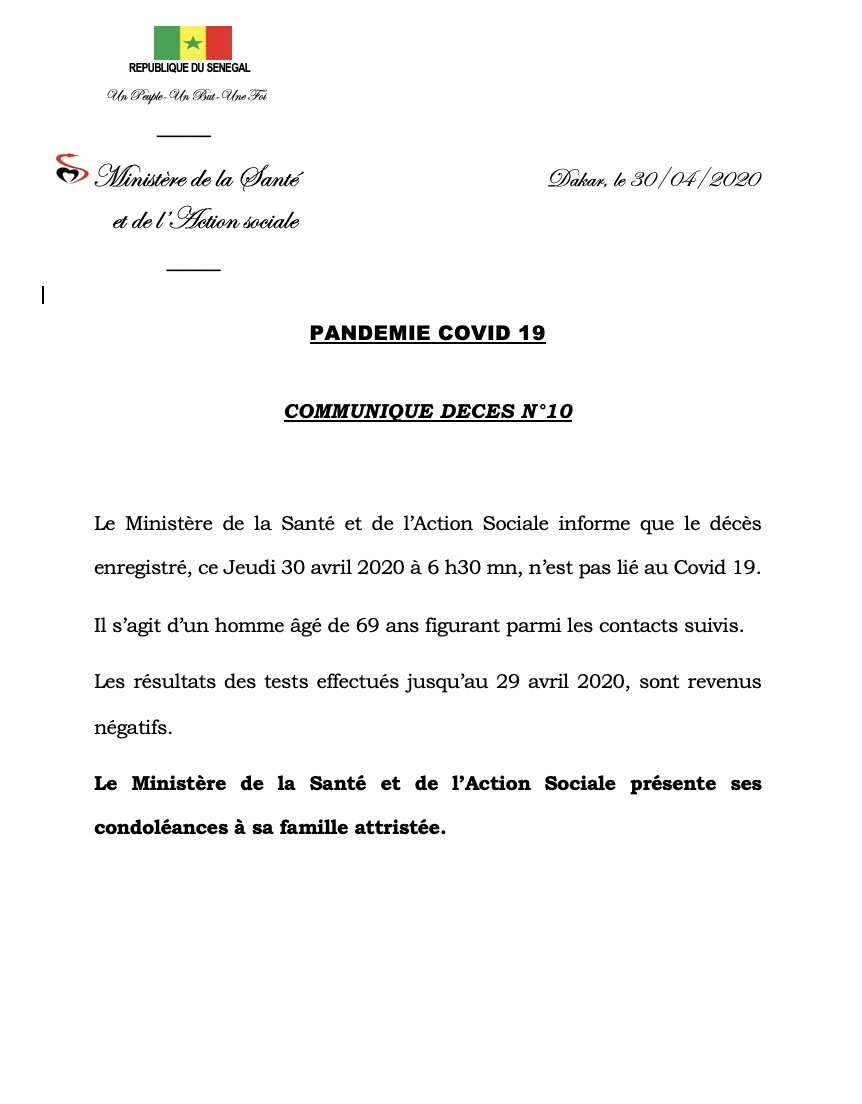 REPUBLIQUE DU SENEGAL
Un Peuple-Un But-Une Foi
Ministère de la Santé
et de l'Action sociale
Dakar, le 30/04/2020
PANDEMIE COVID 19
COMMUNIQUE DECES N°10
Le Ministère de la Santé et de l'Action Sociale informe que le décès
enregistré, ce Jeudi 30 avril 2020 à 6 h30 mn, n'est pas lié au Covid 19.
Il s'agit d'un homme âgé de 69 ans figurant parmi les contacts suivis.
Les résultats des tests effectués jusqu'au 29 avril 2020, sont revenus
négatifs.
Le Ministère de la Santé et de l'Action Sociale présente ses
condoléances à sa famille attristée.